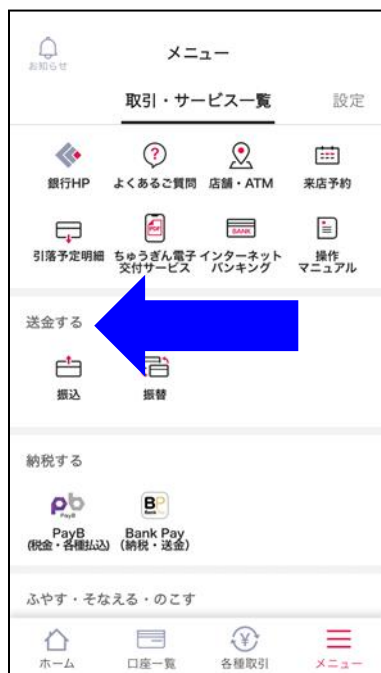 お知らせ
メニュー
取引・サービス一覧
設定
銀行HP
よくあるご質問
店舗・ATM
来店予約
引落予定明細
PDF
ちゅうぎん電子
交付サービス
BANK
インターネット
バンキング
操作
マニュアル
送金する
振込
振替
納税する
PayB
PayB
(税金・各種払込)
BP
Bank Pay
Bank Pay
(納税・送金)
ふやす・そなえる・のこす
ホーム
口座一覧
各種取引
メニュー